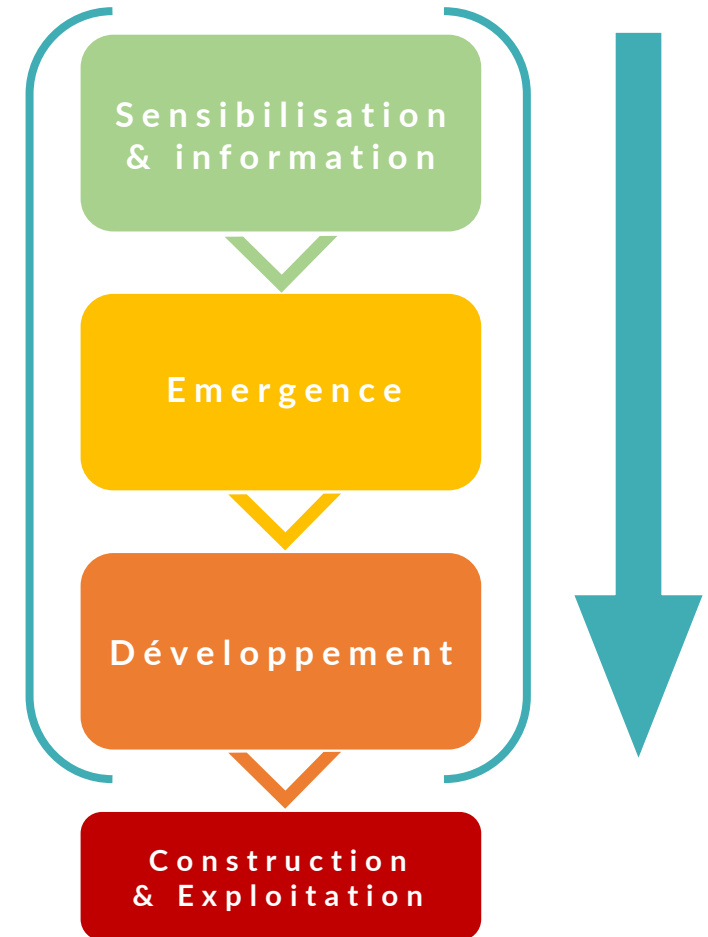 Sensibilisation
& information
Emergence
Développement
Construction
& Exploitation